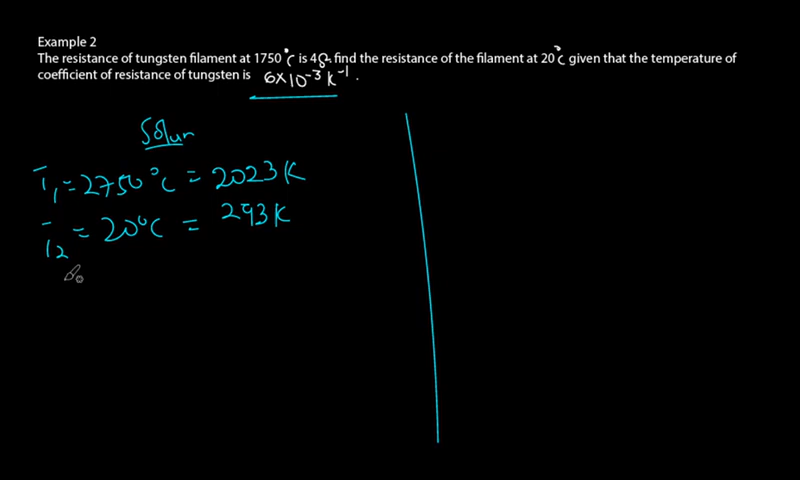 Example 2
The resistance of tungsten filament at 1750°C is 48Ω find the resistance of the filament at 20°C given that the temperature of
coefficient of resistance of tungsten is 6×10⁻³ K⁻¹.
Solun
T₁ = 2750°C = 2023K
T₂ = 20°C = 293K